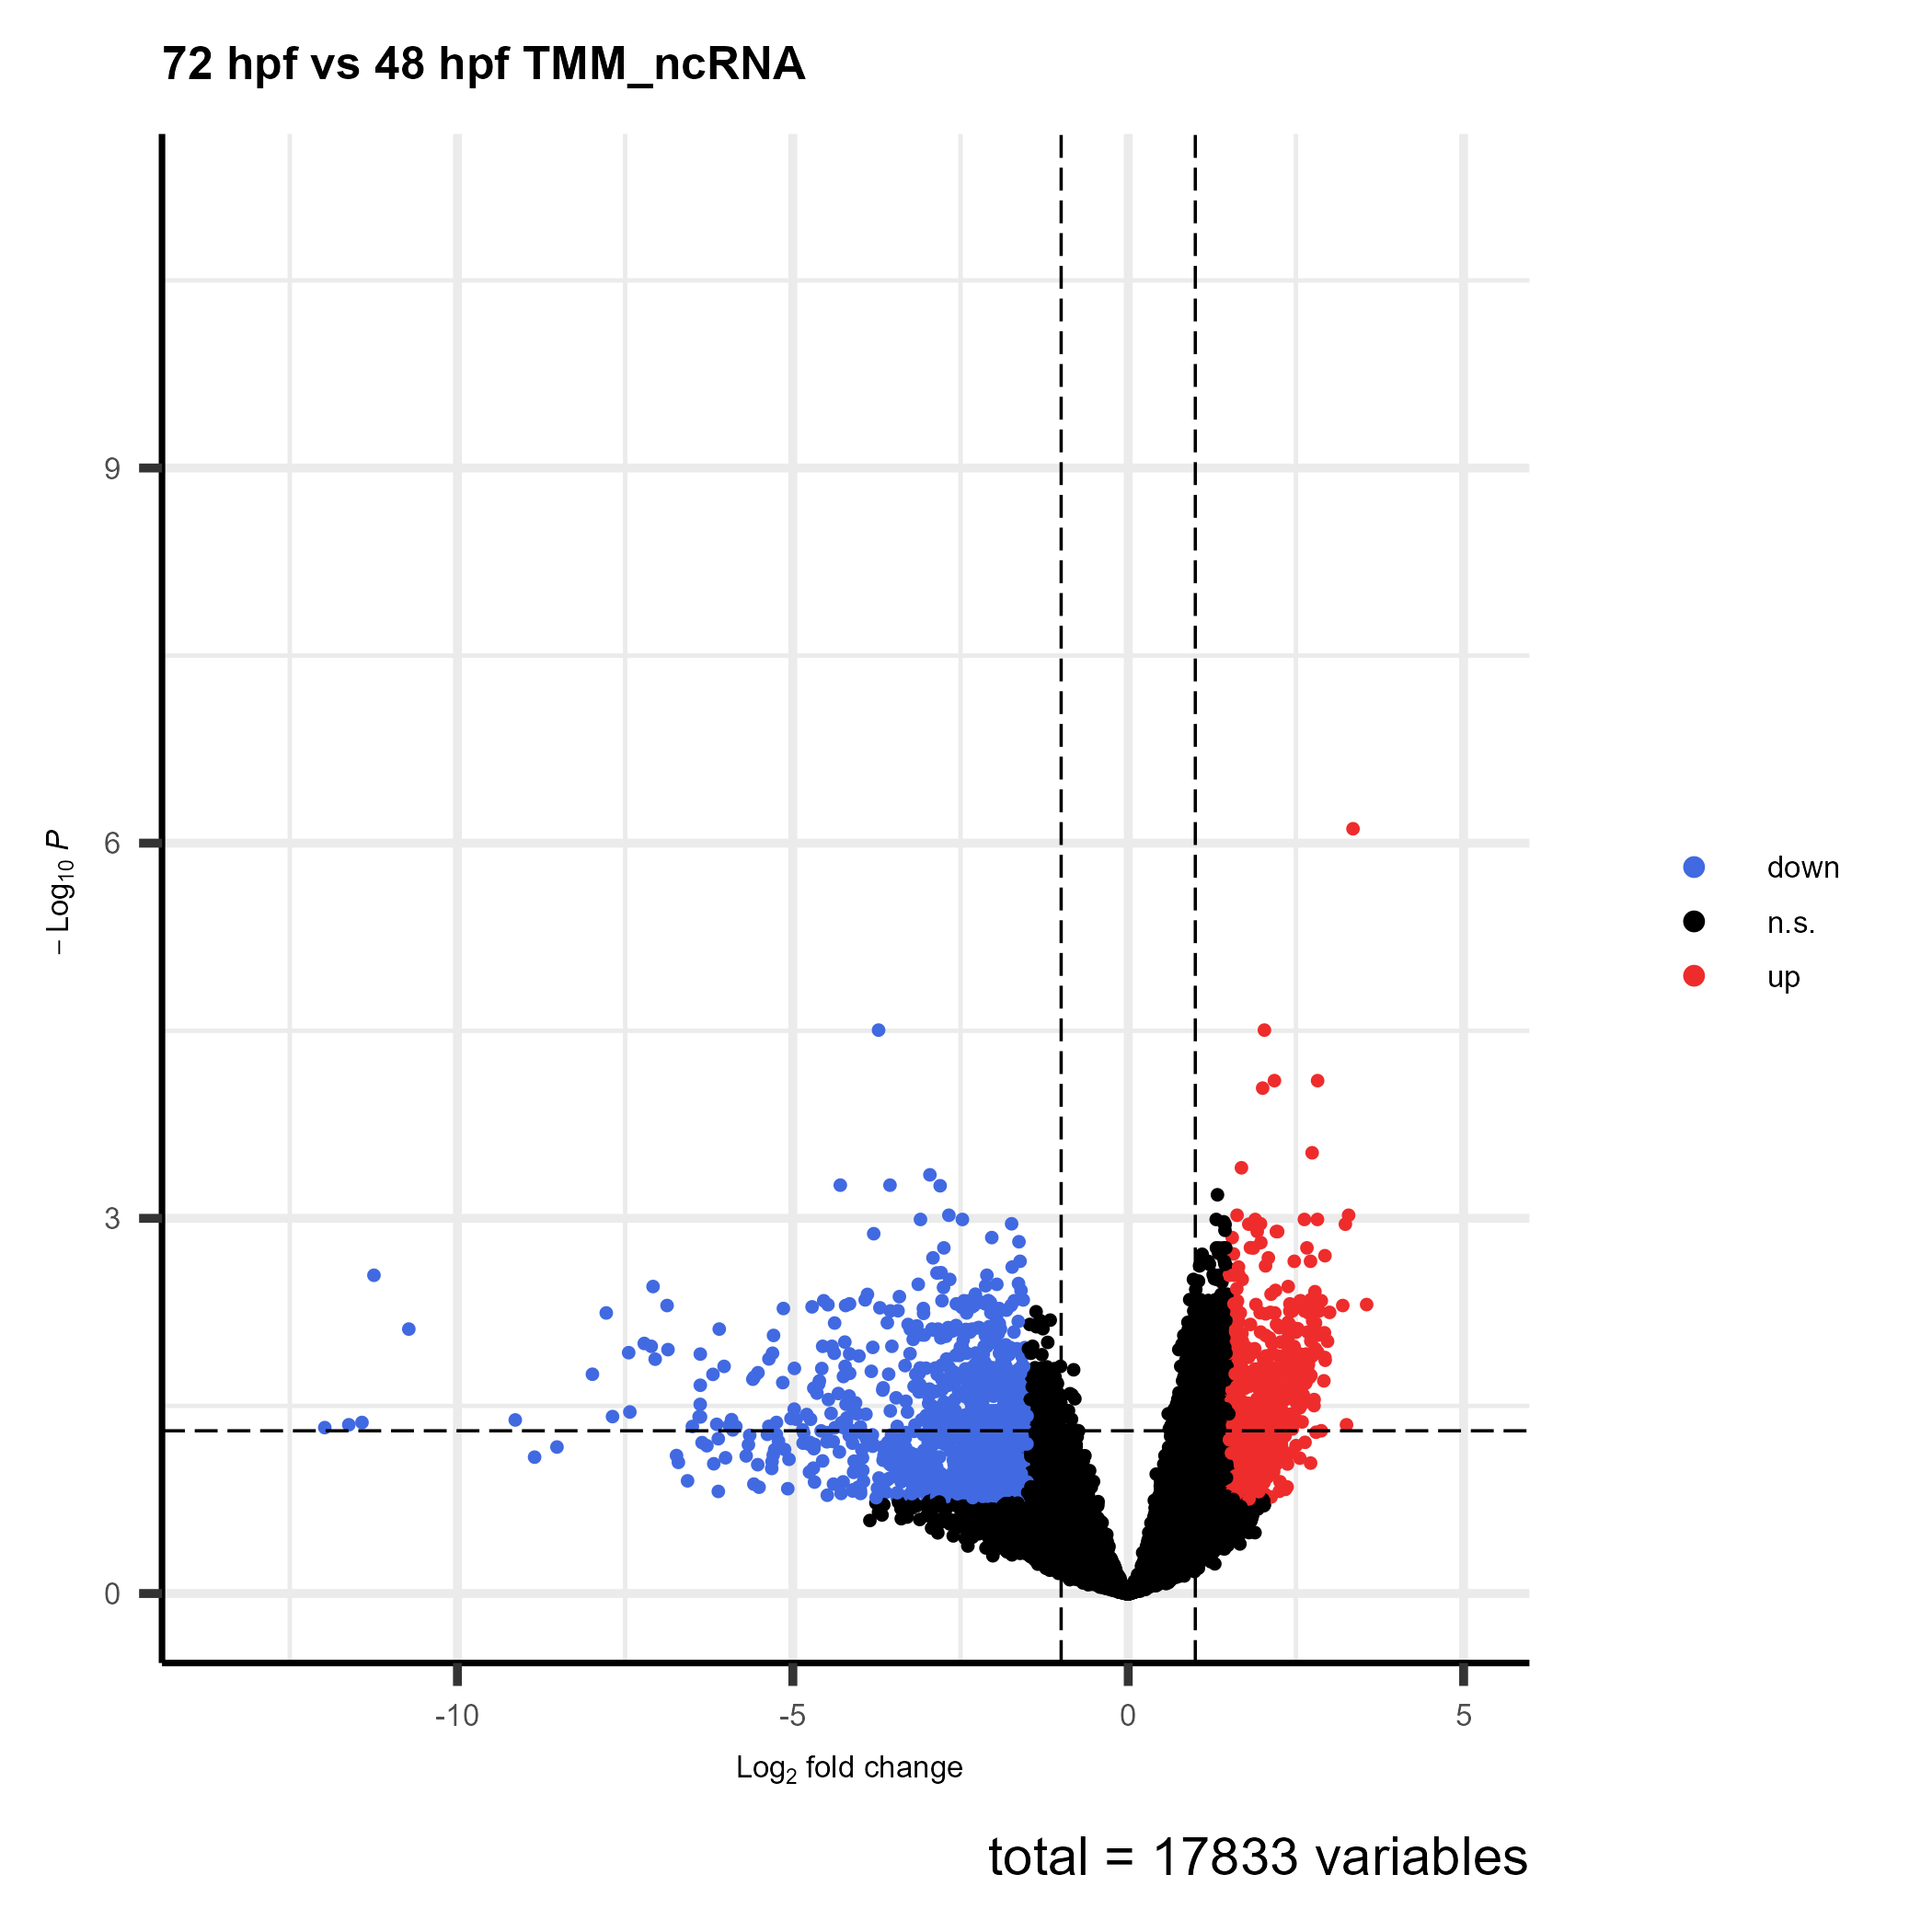 72 hpf vs 48 hpf TMM_ncRNA
9
6
3
0
− Log10 P
-10
-5
0
5
Log2 fold change
down
n.s.
up
total = 17833 variables